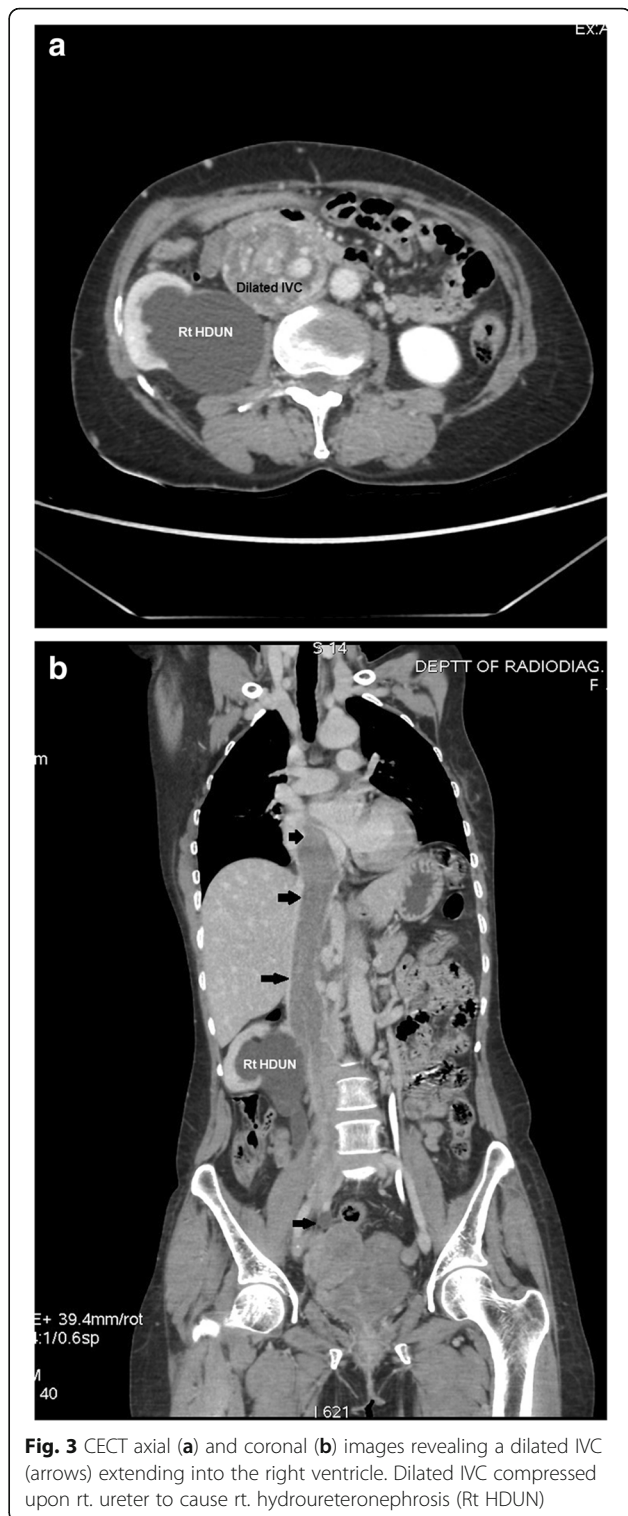 a
Ex:A
Dilated IVC
Rt HDUN
b
S 14
DEPTT OF RADIODIAG.
F .
m
Rt HDUN
E+ 39.4mm/rot
4:1/0.6sp
M
40
I 621
Fig. 3 CECT axial (a) and coronal (b) images revealing a dilated IVC
(arrows) extending into the right ventricle. Dilated IVC compressed
upon rt. ureter to cause rt. hydroureteronephrosis (Rt HDUN)